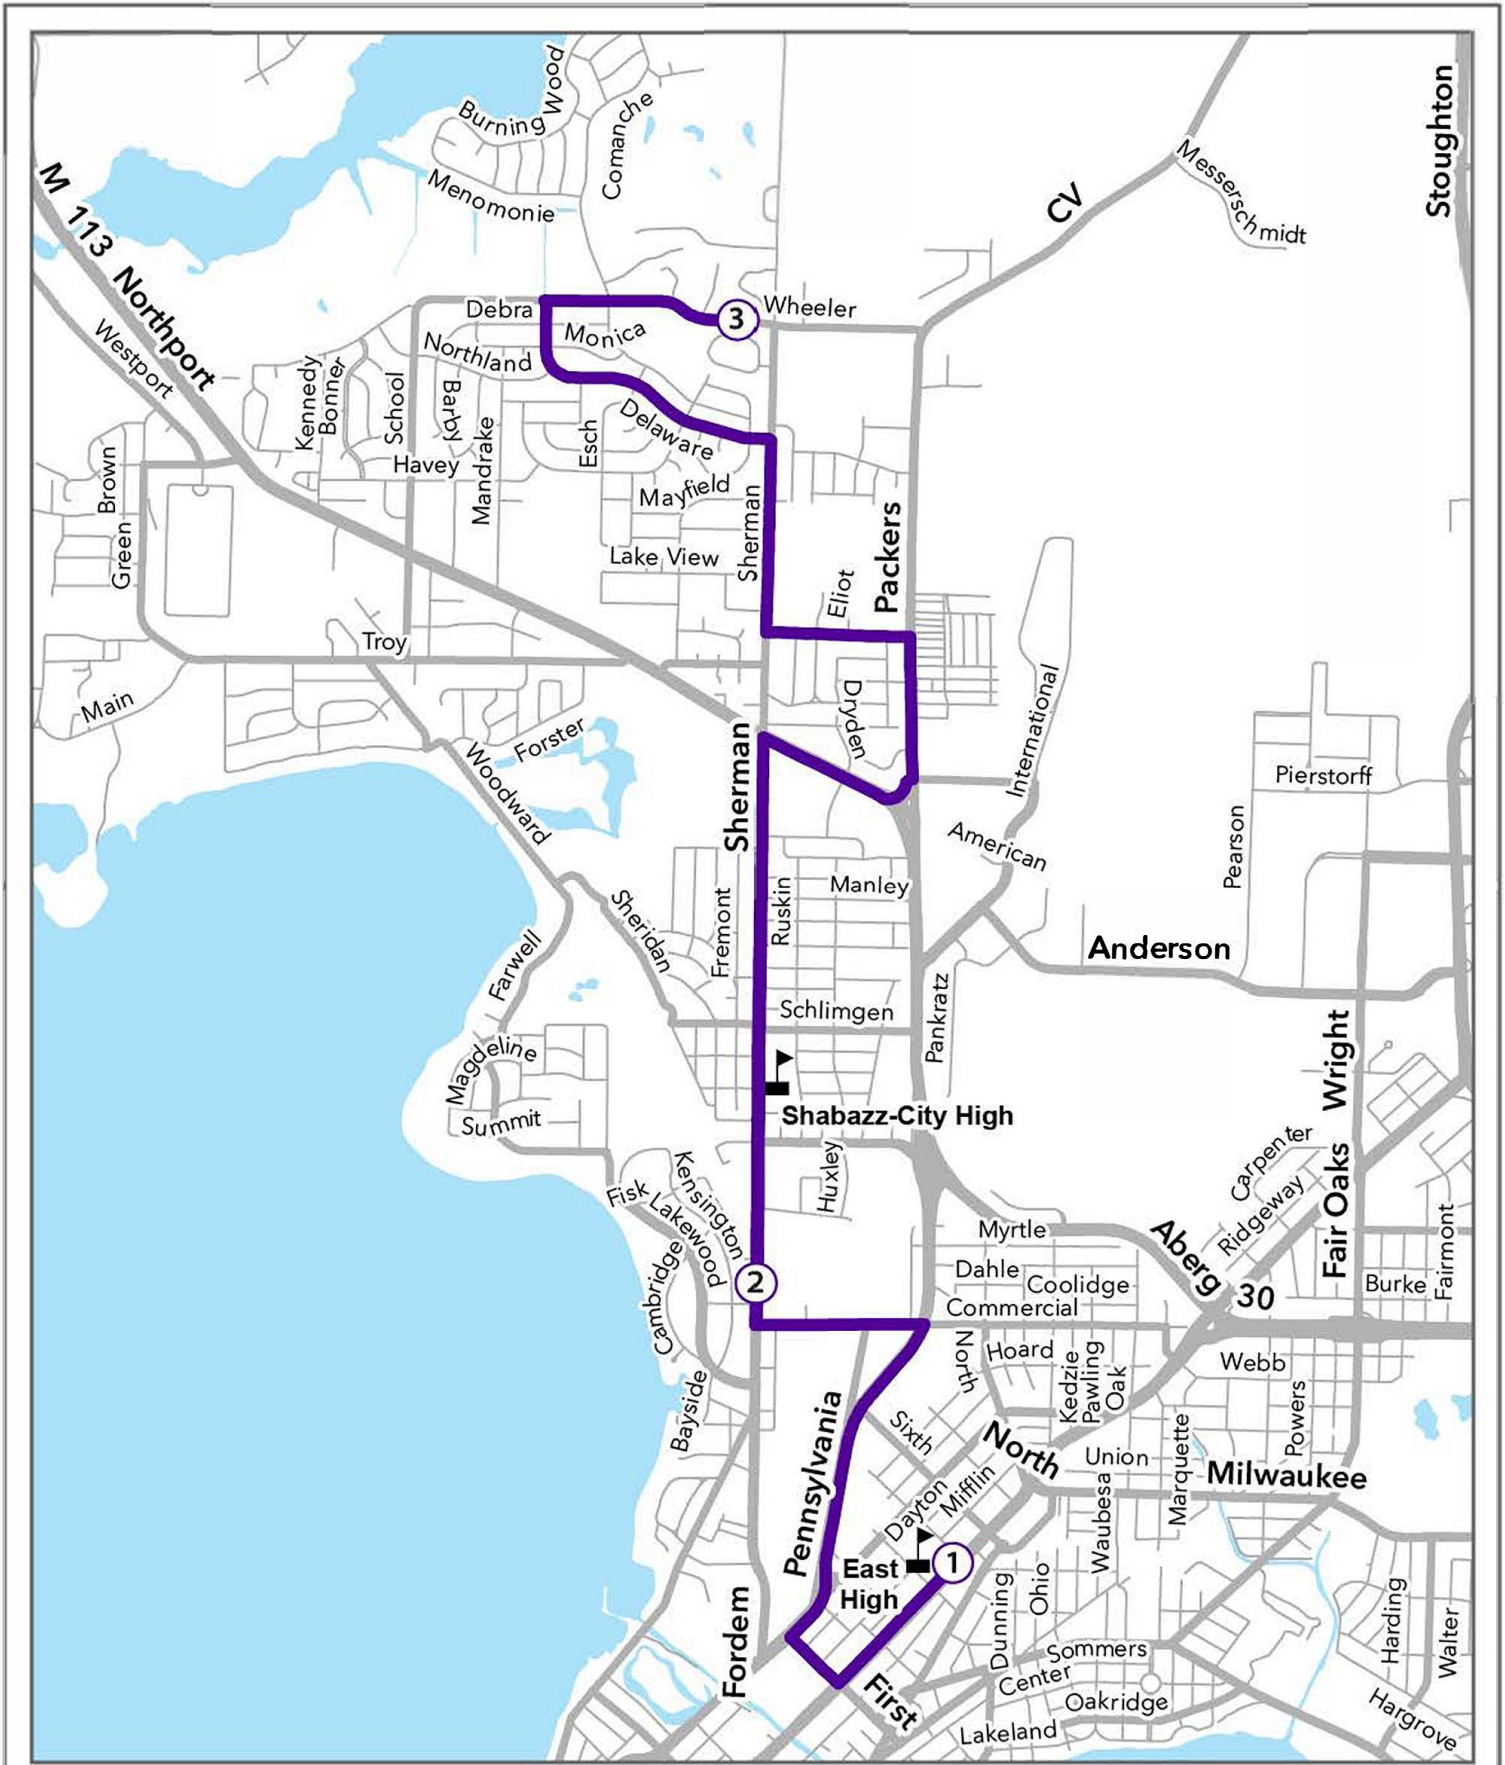 Wood
Burning
Comanche
Stoughton
Messerschmidt
M 113 Northport
Menomonie
CV
Westport
Debra
Monica
3
Wheeler
Northland
Kennedy
Bonner
School
Barby
Mandrake
Esch
Delaware
Havey
Brown
Mayfield
Sherman
Packers
Green
Lake View
Eliot
Troy
Main
Dryden
International
Forster
Woodward
Sherman
Pierstorff
American
Pearson
Manley
Ruskin
Fremont
Sheridan
Farwell
Anderson
Schlimgen
Pankratz
Wright
Magdeline
Summit
Shabazz-City High
Huxley
Carpenter
Ridgeway
Fair Oaks
Kensington
Fisk
Lakewood
Cambridge
Myrtle
Aberg
Fairmont
Dahle
Coolidge
30
Burke
2
Commercial
North
Hoard
Kedzie
Pawling
Oak
Webb
Powers
Bayside
Pennsylvania
Sixth
North
Union
Marquette
Milwaukee
Mifflin
Dayton
Waubesa
East
High
1
Dunning
Ohio
Harding
Walter
Fordem
First
Sommers
Center
Oakridge
Lakeland
Hargrove